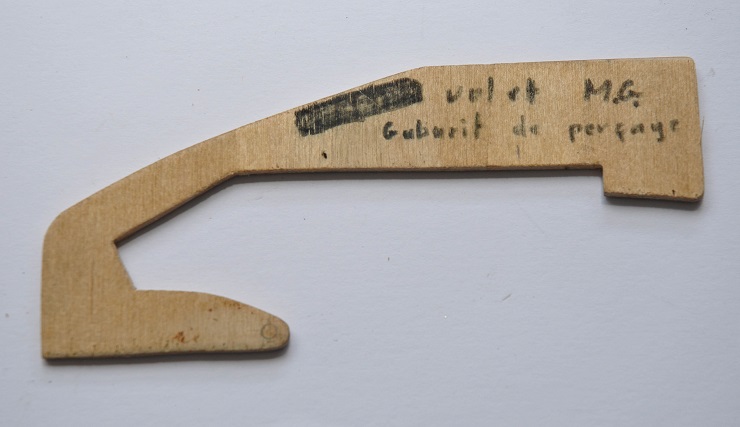 volet M.G.
Gabarit de perçage